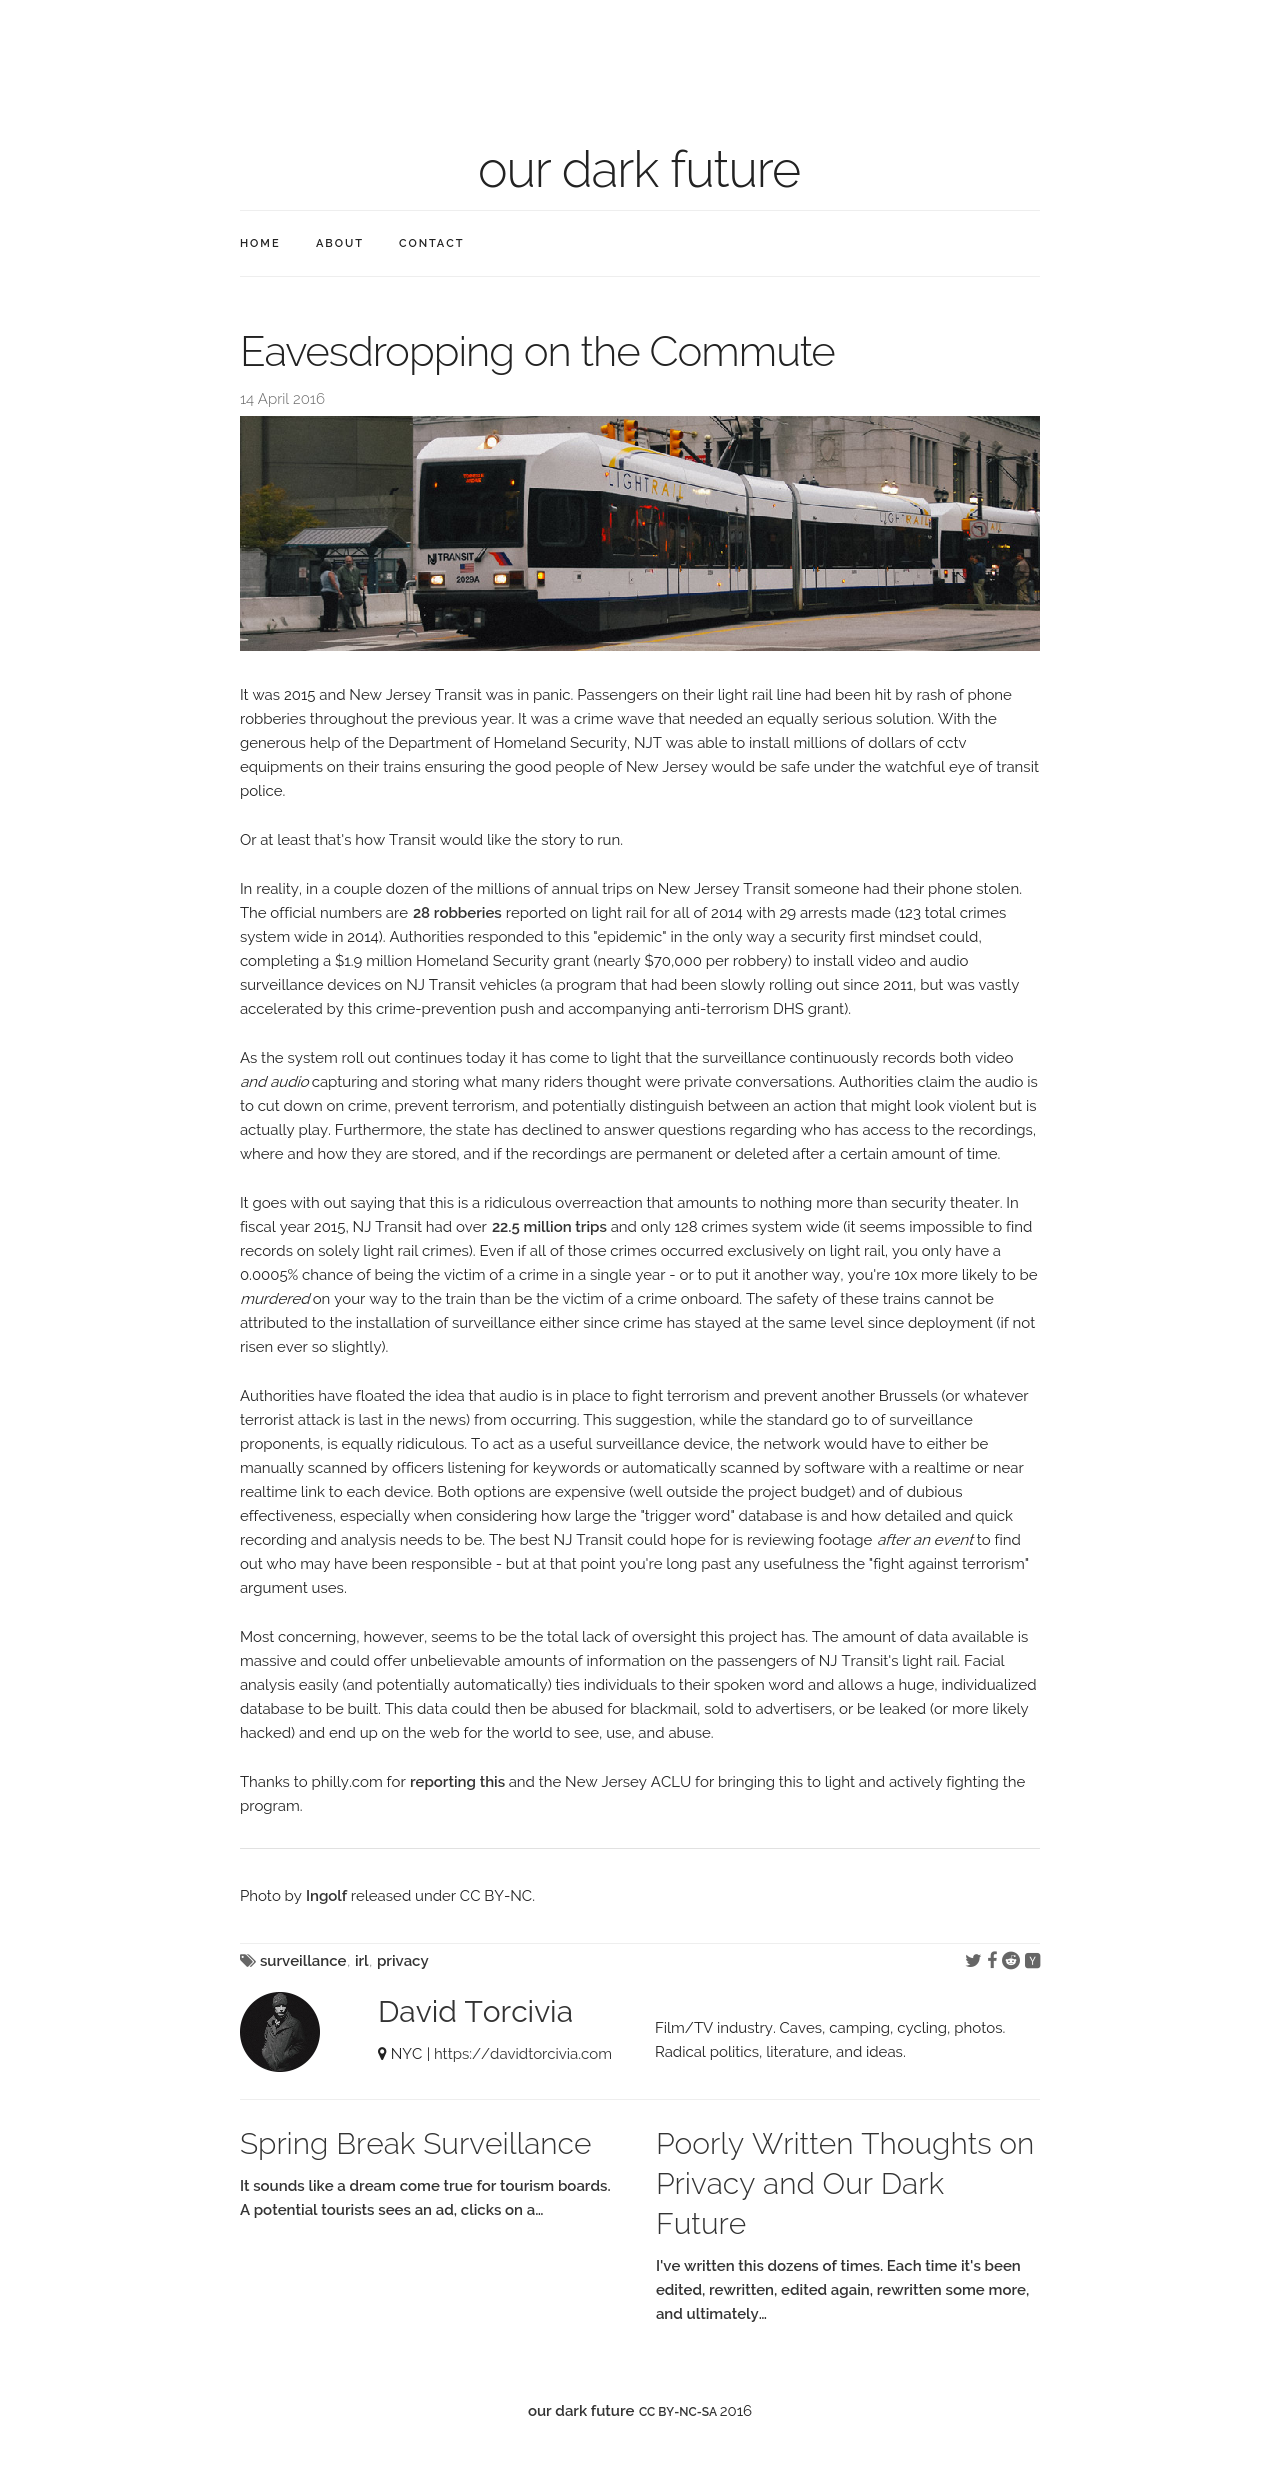 our dark future
HOME ABOUT CONTACT
Eavesdropping on the Commute
14 April 2016
LIGHTRAIL
LIGHTRAIL
NJ TRANSIT
2029A
It was 2015 and New Jersey Transit was in panic. Passengers on their light rail line had been hit by rash of phone
robberies throughout the previous year. It was a crime wave that needed an equally serious solution. With the
generous help of the Department of Homeland Security, NJT was able to install millions of dollars of cctv
equipments on their trains ensuring the good people of New Jersey would be safe under the watchful eye of transit
police.
Or at least that's how Transit would like the story to run.
In reality, in a couple dozen of the millions of annual trips on New Jersey Transit someone had their phone stolen.
The official numbers are 28 robberies reported on light rail for all of 2014 with 29 arrests made (123 total crimes
system wide in 2014). Authorities responded to this "epidemic" in the only way a security first mindset could,
completing a $1.9 million Homeland Security grant (nearly $70,000 per robbery) to install video and audio
surveillance devices on NJ Transit vehicles (a program that had been slowly rolling out since 2011, but was vastly
accelerated by this crime-prevention push and accompanying anti-terrorism DHS grant).
As the system roll out continues today it has come to light that the surveillance continuously records both video
and audio capturing and storing what many riders thought were private conversations. Authorities claim the audio is
to cut down on crime, prevent terrorism, and potentially distinguish between an action that might look violent but is
actually play. Furthermore, the state has declined to answer questions regarding who has access to the recordings,
where and how they are stored, and if the recordings are permanent or deleted after a certain amount of time.
It goes with out saying that this is a ridiculous overreaction that amounts to nothing more than security theater. In
fiscal year 2015, NJ Transit had over 22.5 million trips and only 128 crimes system wide (it seems impossible to find
records on solely light rail crimes). Even if all of those crimes occurred exclusively on light rail, you only have a
0.0005% chance of being the victim of a crime in a single year - or to put it another way, you're 10x more likely to be
murdered on your way to the train than be the victim of a crime onboard. The safety of these trains cannot be
attributed to the installation of surveillance either since crime has stayed at the same level since deployment (if not
risen ever so slightly).
Authorities have floated the idea that audio is in place to fight terrorism and prevent another Brussels (or whatever
terrorist attack is last in the news) from occurring. This suggestion, while the standard go to of surveillance
proponents, is equally ridiculous. To act as a useful surveillance device, the network would have to either be
manually scanned by officers listening for keywords or automatically scanned by software with a realtime or near
realtime link to each device. Both options are expensive (well outside the project budget) and of dubious
effectiveness, especially when considering how large the "trigger word" database is and how detailed and quick
recording and analysis needs to be. The best NJ Transit could hope for is reviewing footage after an event to find
out who may have been responsible - but at that point you're long past any usefulness the "fight against terrorism"
argument uses.
Most concerning, however, seems to be the total lack of oversight this project has. The amount of data available is
massive and could offer unbelievable amounts of information on the passengers of NJ Transit's light rail. Facial
analysis easily (and potentially automatically) ties individuals to their spoken word and allows a huge, individualized
database to be built. This data could then be abused for blackmail, sold to advertisers, or be leaked (or more likely
hacked) and end up on the web for the world to see, use, and abuse.
Thanks to philly.com for reporting this and the New Jersey ACLU for bringing this to light and actively fighting the
program.
Photo by Ingolf released under CC BY-NC.
surveillance, irl, privacy
David Torcivia
NYC | https://davidtorcivia.com
Film/TV industry. Caves, camping, cycling, photos.
Radical politics, literature, and ideas.
Spring Break Surveillance
It sounds like a dream come true for tourism boards.
A potential tourists sees an ad, clicks on a…
Poorly Written Thoughts on
Privacy and Our Dark
Future
I've written this dozens of times. Each time it's been
edited, rewritten, edited again, rewritten some more,
and ultimately…
our dark future CC BY-NC-SA 2016